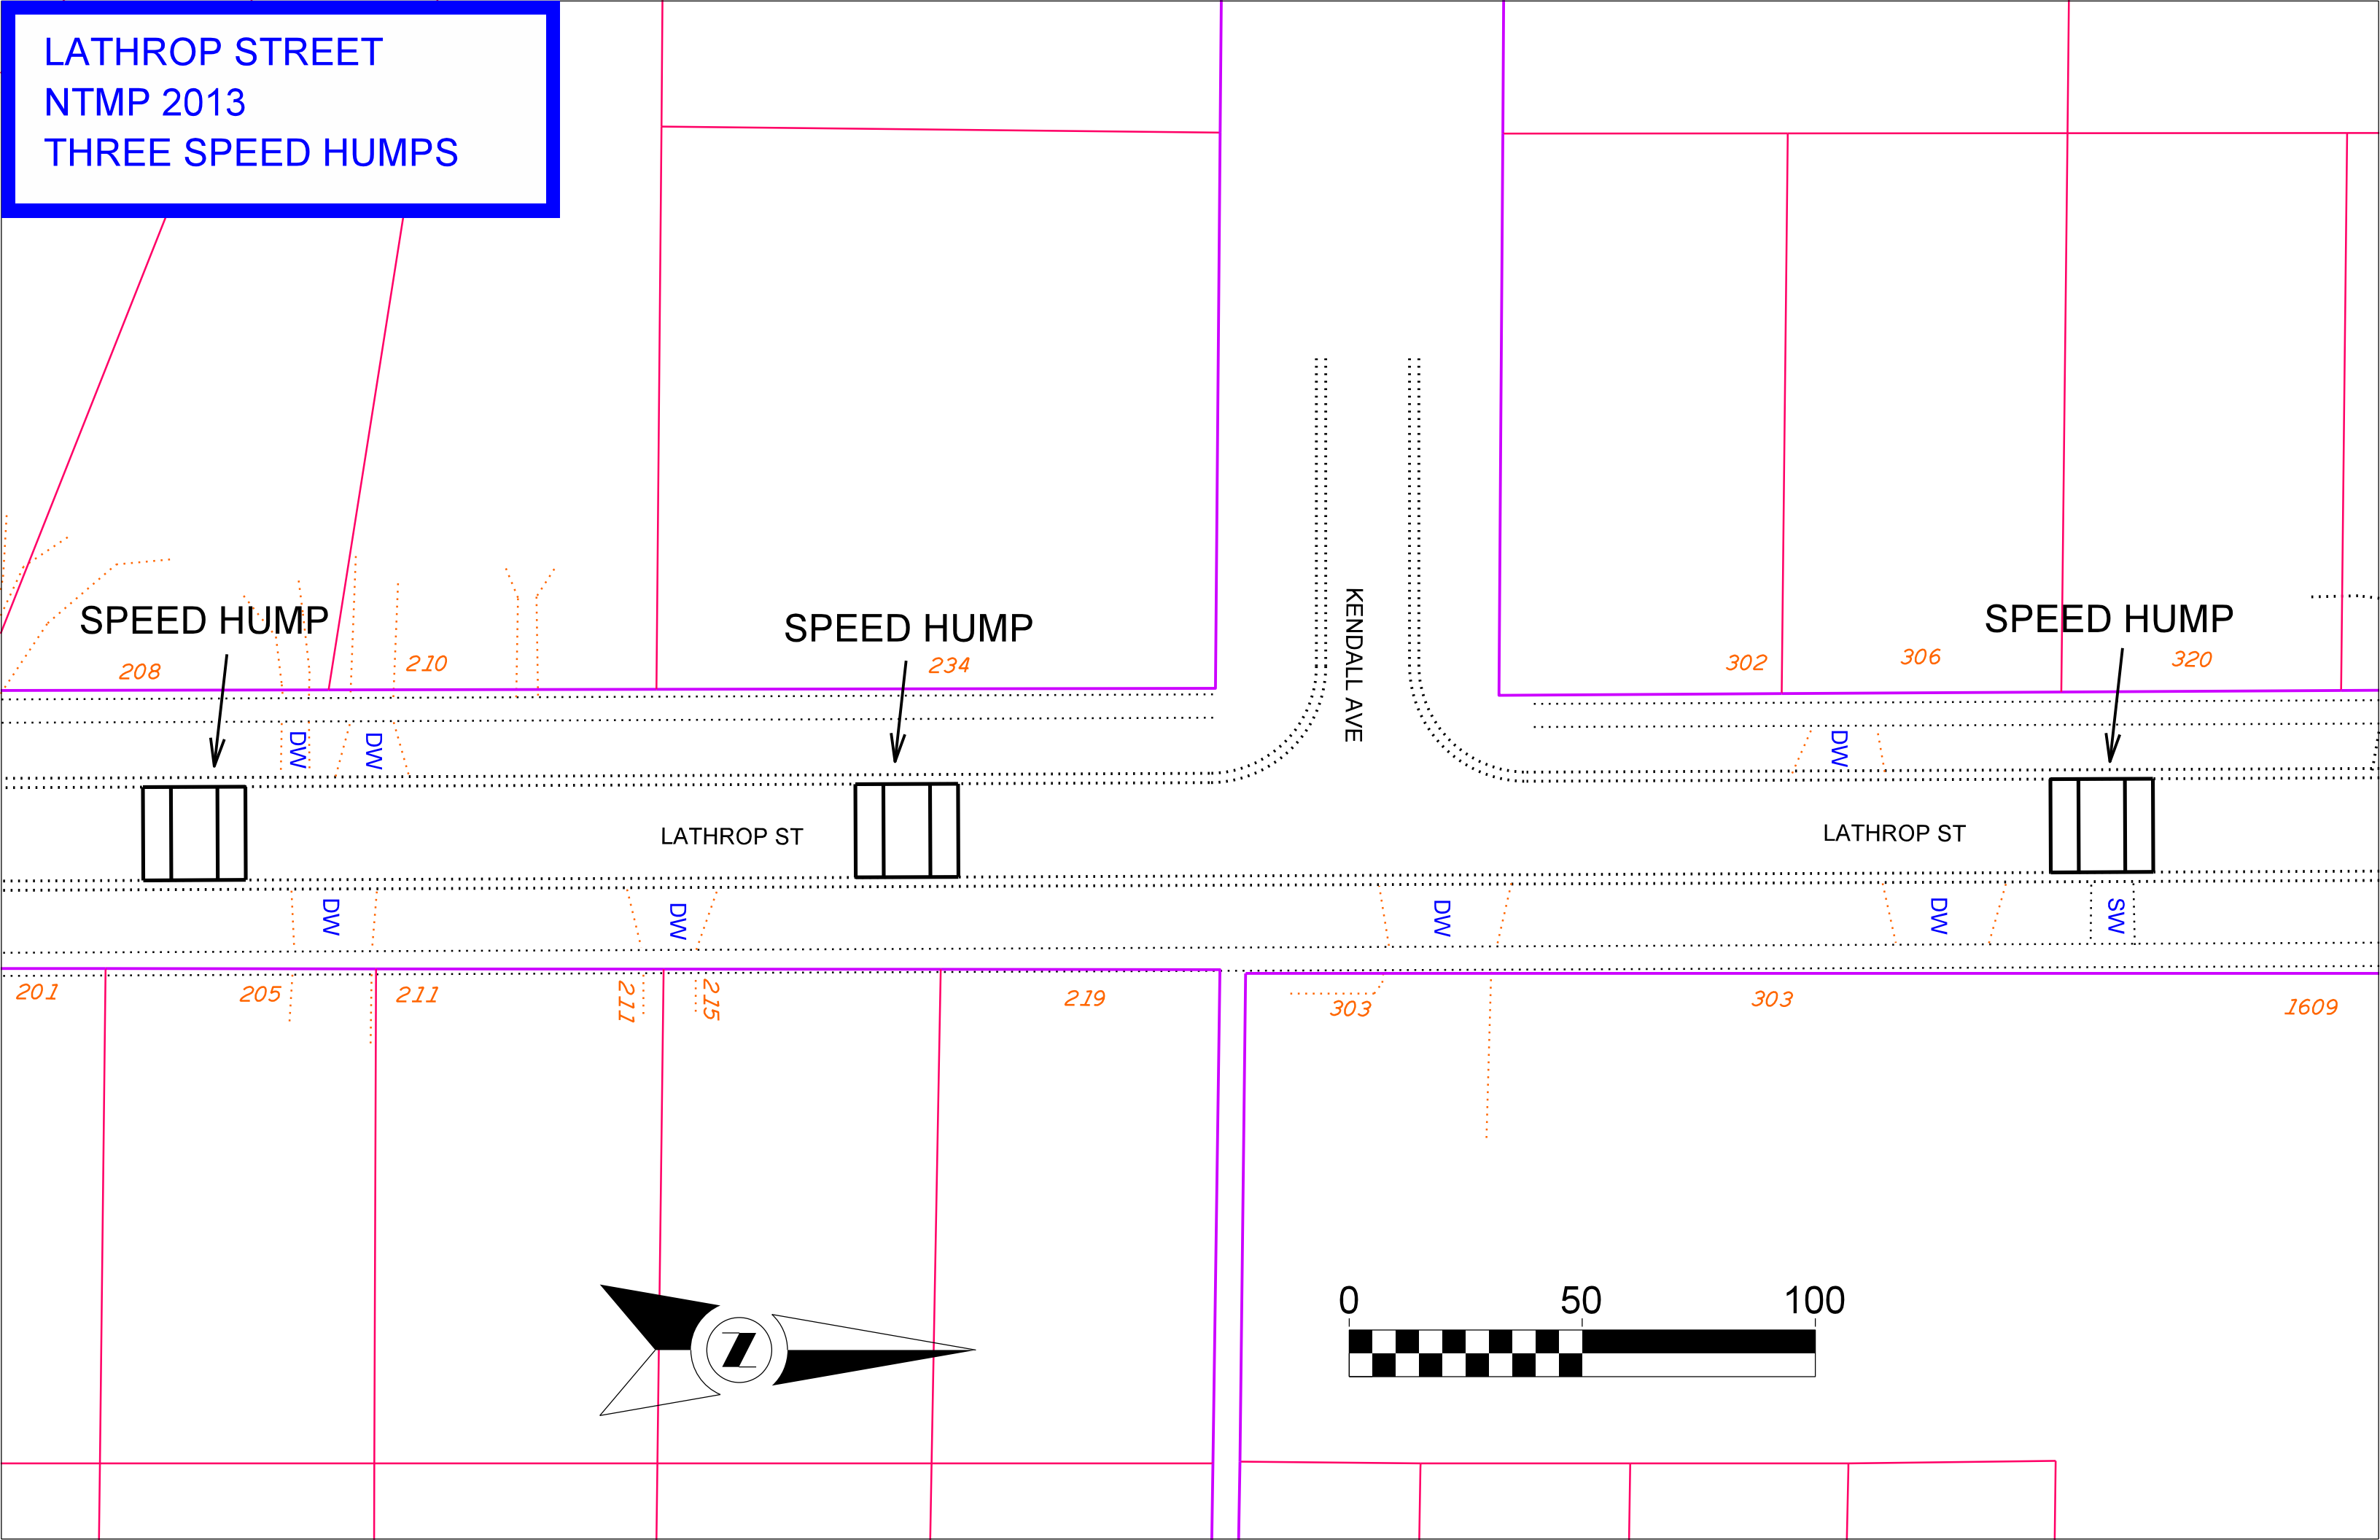 LATHROP STREET
NTMP 2013
THREE SPEED HUMPS
SPEED HUMP
SPEED HUMP
SPEED HUMP
208
210
234
302
306
320
KENDALL AVE
DW
DW
DW
LATHROP ST
LATHROP ST
DW
DW
DW
DW
SW
201
205
211
211
215
219
303
303
1609
0 50 100
Z